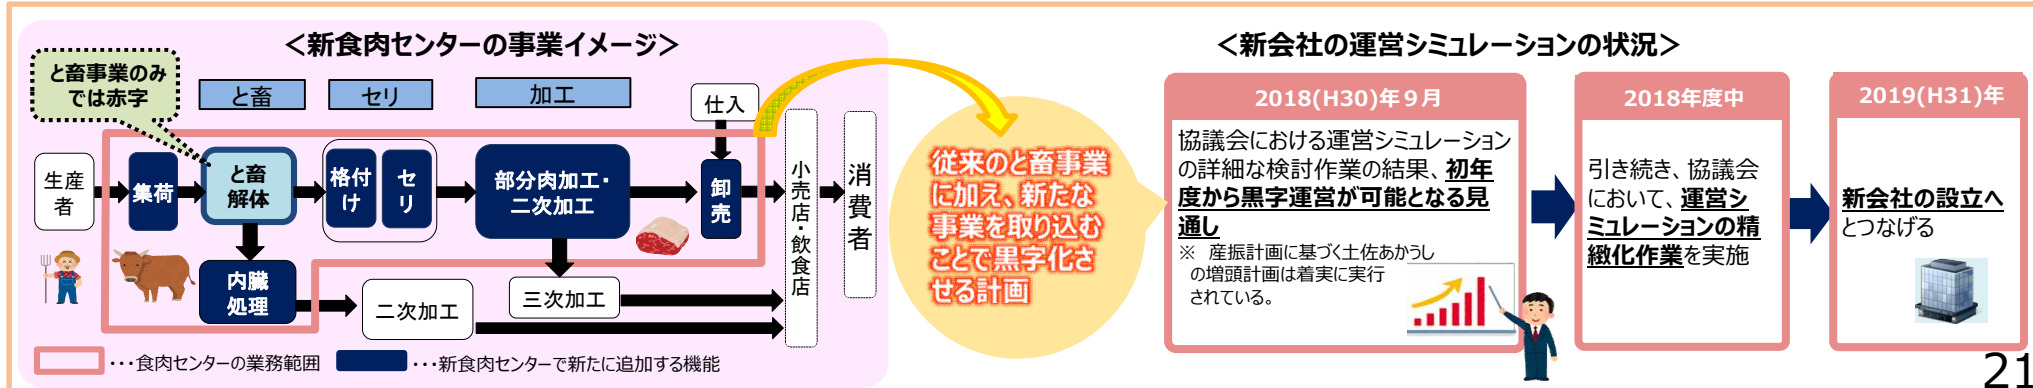 ＜新食肉センターの事業イメージ＞
と畜事業のみ
では赤字
と畜
セリ
加工
仕入
生産
者
集荷
と畜
解体
格付
け
セ
リ
部分肉加工・
二次加工
卸
売
小売店・飲食店
消費者
内臓
処理
二次加工
三次加工
・・・食肉センターの業務範囲
・・・新食肉センターで新たに追加する機能
従来のと畜事業
に加え、新たな
事業を取り込む
ことで黒字化さ
せる計画
＜新会社の運営シミュレーションの状況＞
2018(H30)年９月
協議会における運営シミュレーション
の詳細な検討作業の結果、初年
度から黒字運営が可能となる見
通し
※ 産振計画に基づく土佐あかうし
の増頭計画は着実に実行
されている。
2018年度中
引き続き、協議会
において、運営シ
ミュレーションの精
緻化作業を実施
2019(H31)年
新会社の設立へ
とつなげる
21